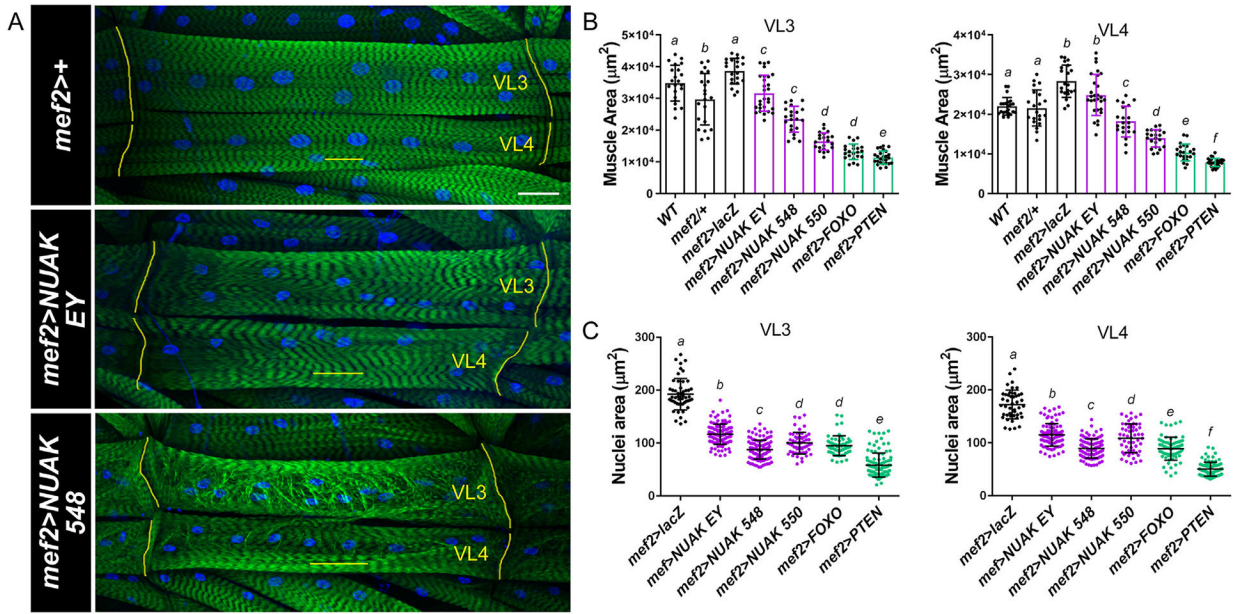 A
mef2>+
VL3
VL4
mef2>NUAK
EY
VL3
VL4
mef2>NUAK
548
VL3
VL4
B
VL3
Muscle Area (µm²)
5×10⁴
4×10⁴
3×10⁴
2×10⁴
1×10⁴
0
a
b
a
c
c
d
d
e
WT
mef2/+
mef2>lacZ
mef2>NUAK EY
mef2>NUAK 548
mef2>NUAK 550
mef2>FOXO
mef2>PTEN
VL4
Muscle Area (µm²)
4×10⁴
3×10⁴
2×10⁴
1×10⁴
0
a
a
b
b
c
d
e
f
WT
mef2/+
mef2>lacZ
mef2>NUAK EY
mef2>NUAK 548
mef2>NUAK 550
mef2>FOXO
mef2>PTEN
C
VL3
Nuclei area (µm²)
300
200
100
0
a
b
c
d
d
e
mef2>lacZ
mef>NUAK EY
mef2>NUAK 548
mef2>NUAK 550
mef2>FOXO
mef2>PTEN
VL4
Nuclei area (µm²)
300
200
100
0
a
b
c
d
e
f
mef2>lacZ
mef2>NUAK EY
mef2>NUAK 548
mef2>NUAK 550
mef2>FOXO
mef2>PTEN